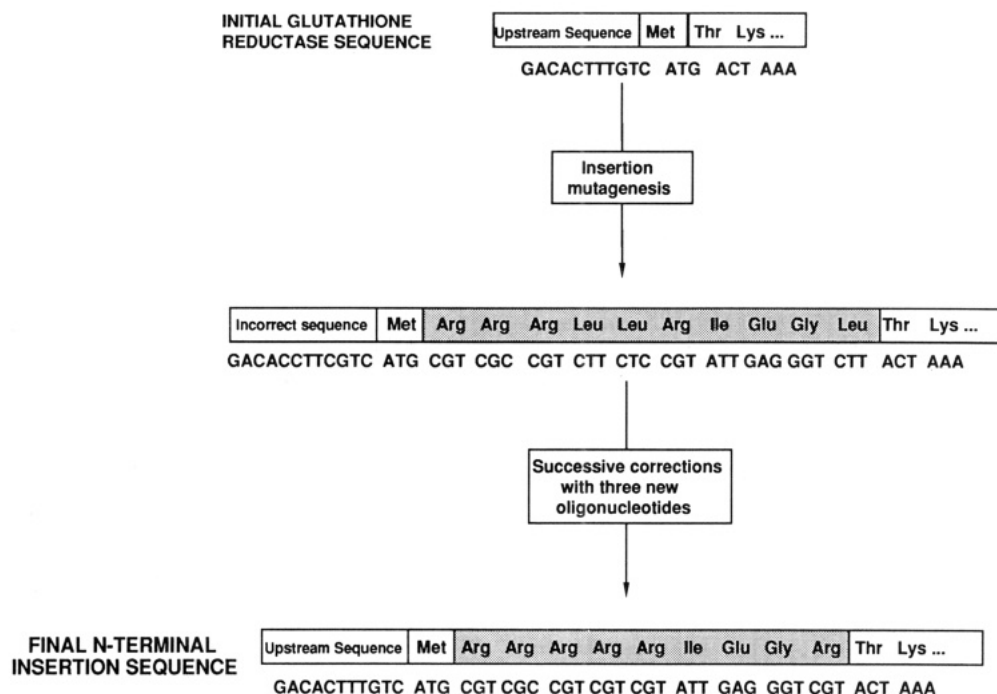 INITIAL GLUTATHIONE
REDUCTASE SEQUENCE
Upstream Sequence Met Thr Lys ...
GACACTTTGTC ATG ACT AAA
Insertion
mutagenesis
Incorrect sequence Met Arg Arg Arg Leu Leu Arg Ile Glu Gly Leu Thr Lys ...
GACACCTTCGTC ATG CGT CGC CGT CTT CTC CGT ATT GAG GGT CTT ACT AAA
Successive corrections
with three new
oligonucleotides
FINAL N-TERMINAL
INSERTION SEQUENCE
Upstream Sequence Met Arg Arg Arg Arg Arg Ile Glu Gly Arg Thr Lys ...
GACACTTTGTC ATG CGT CGC CGT CGT CGT ATT GAG GGT CGT ACT AAA